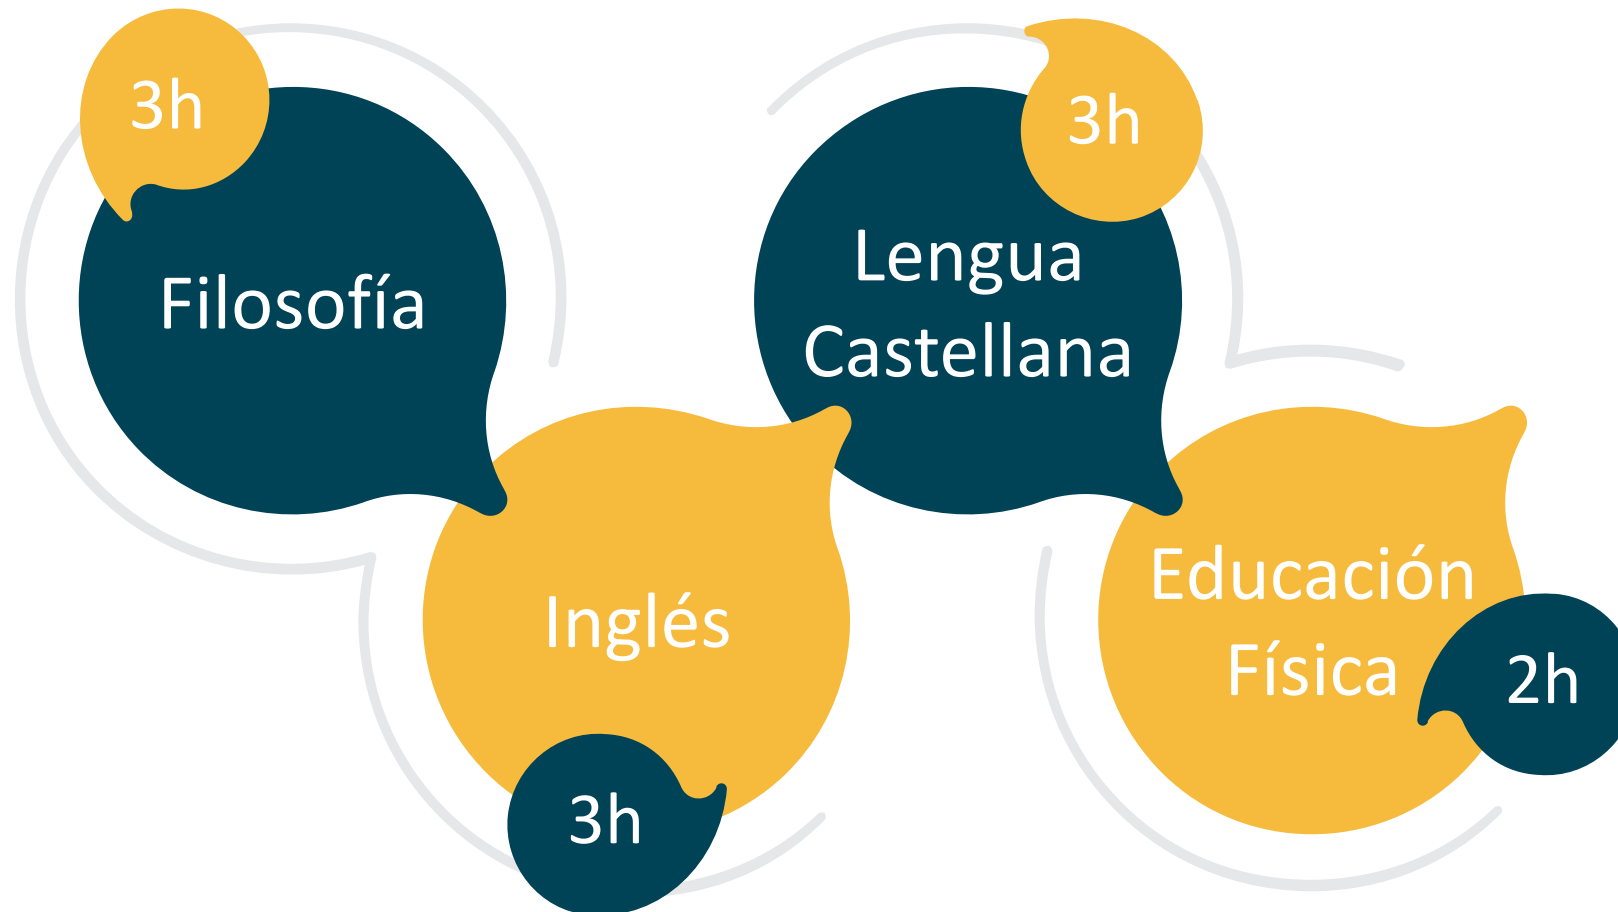 3h
Filosofía
Inglés
3h
3h
Lengua
Castellana
Educación
Física
2h